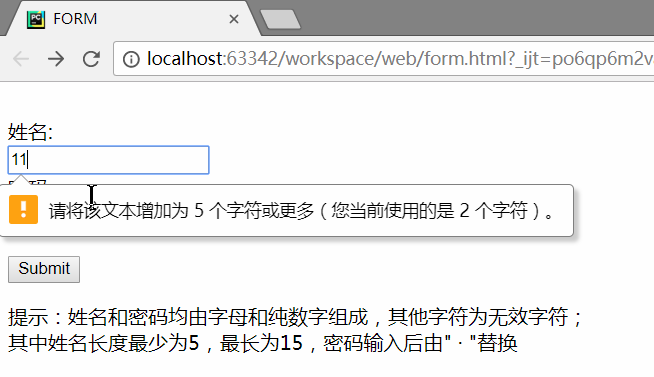 FORM
localhost:63342/workspace/web/form.html?_ijt=po6qp6m2v
姓名:
11
请将该文本增加为 5 个字符或更多（您当前使用的是 2 个字符）。
Submit
提示：姓名和密码均由字母和纯数字组成，其他字符为无效字符；
其中姓名长度最少为5，最长为15，密码输入后由" · "替换